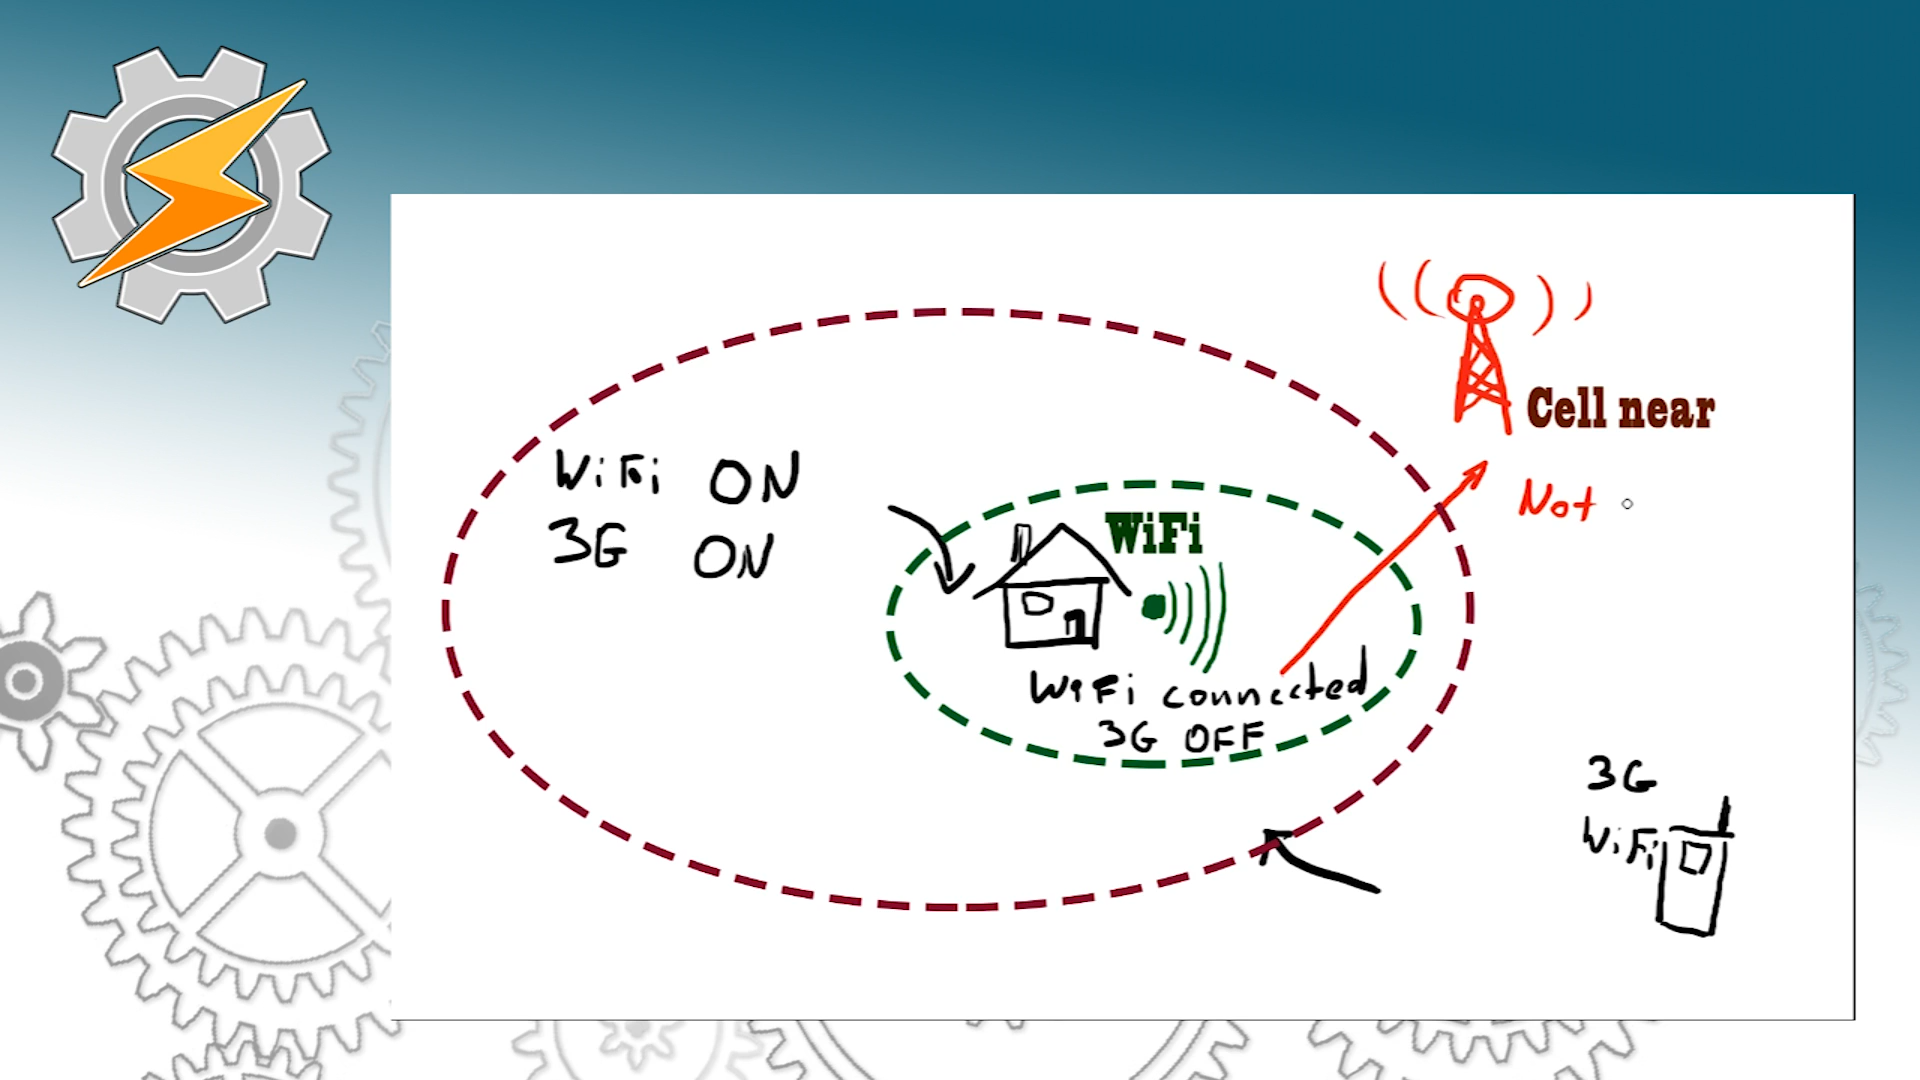 Cell near
WiFi ON
3G ON
Not
WiFi
WiFi connected
3G OFF
3G
WiFi